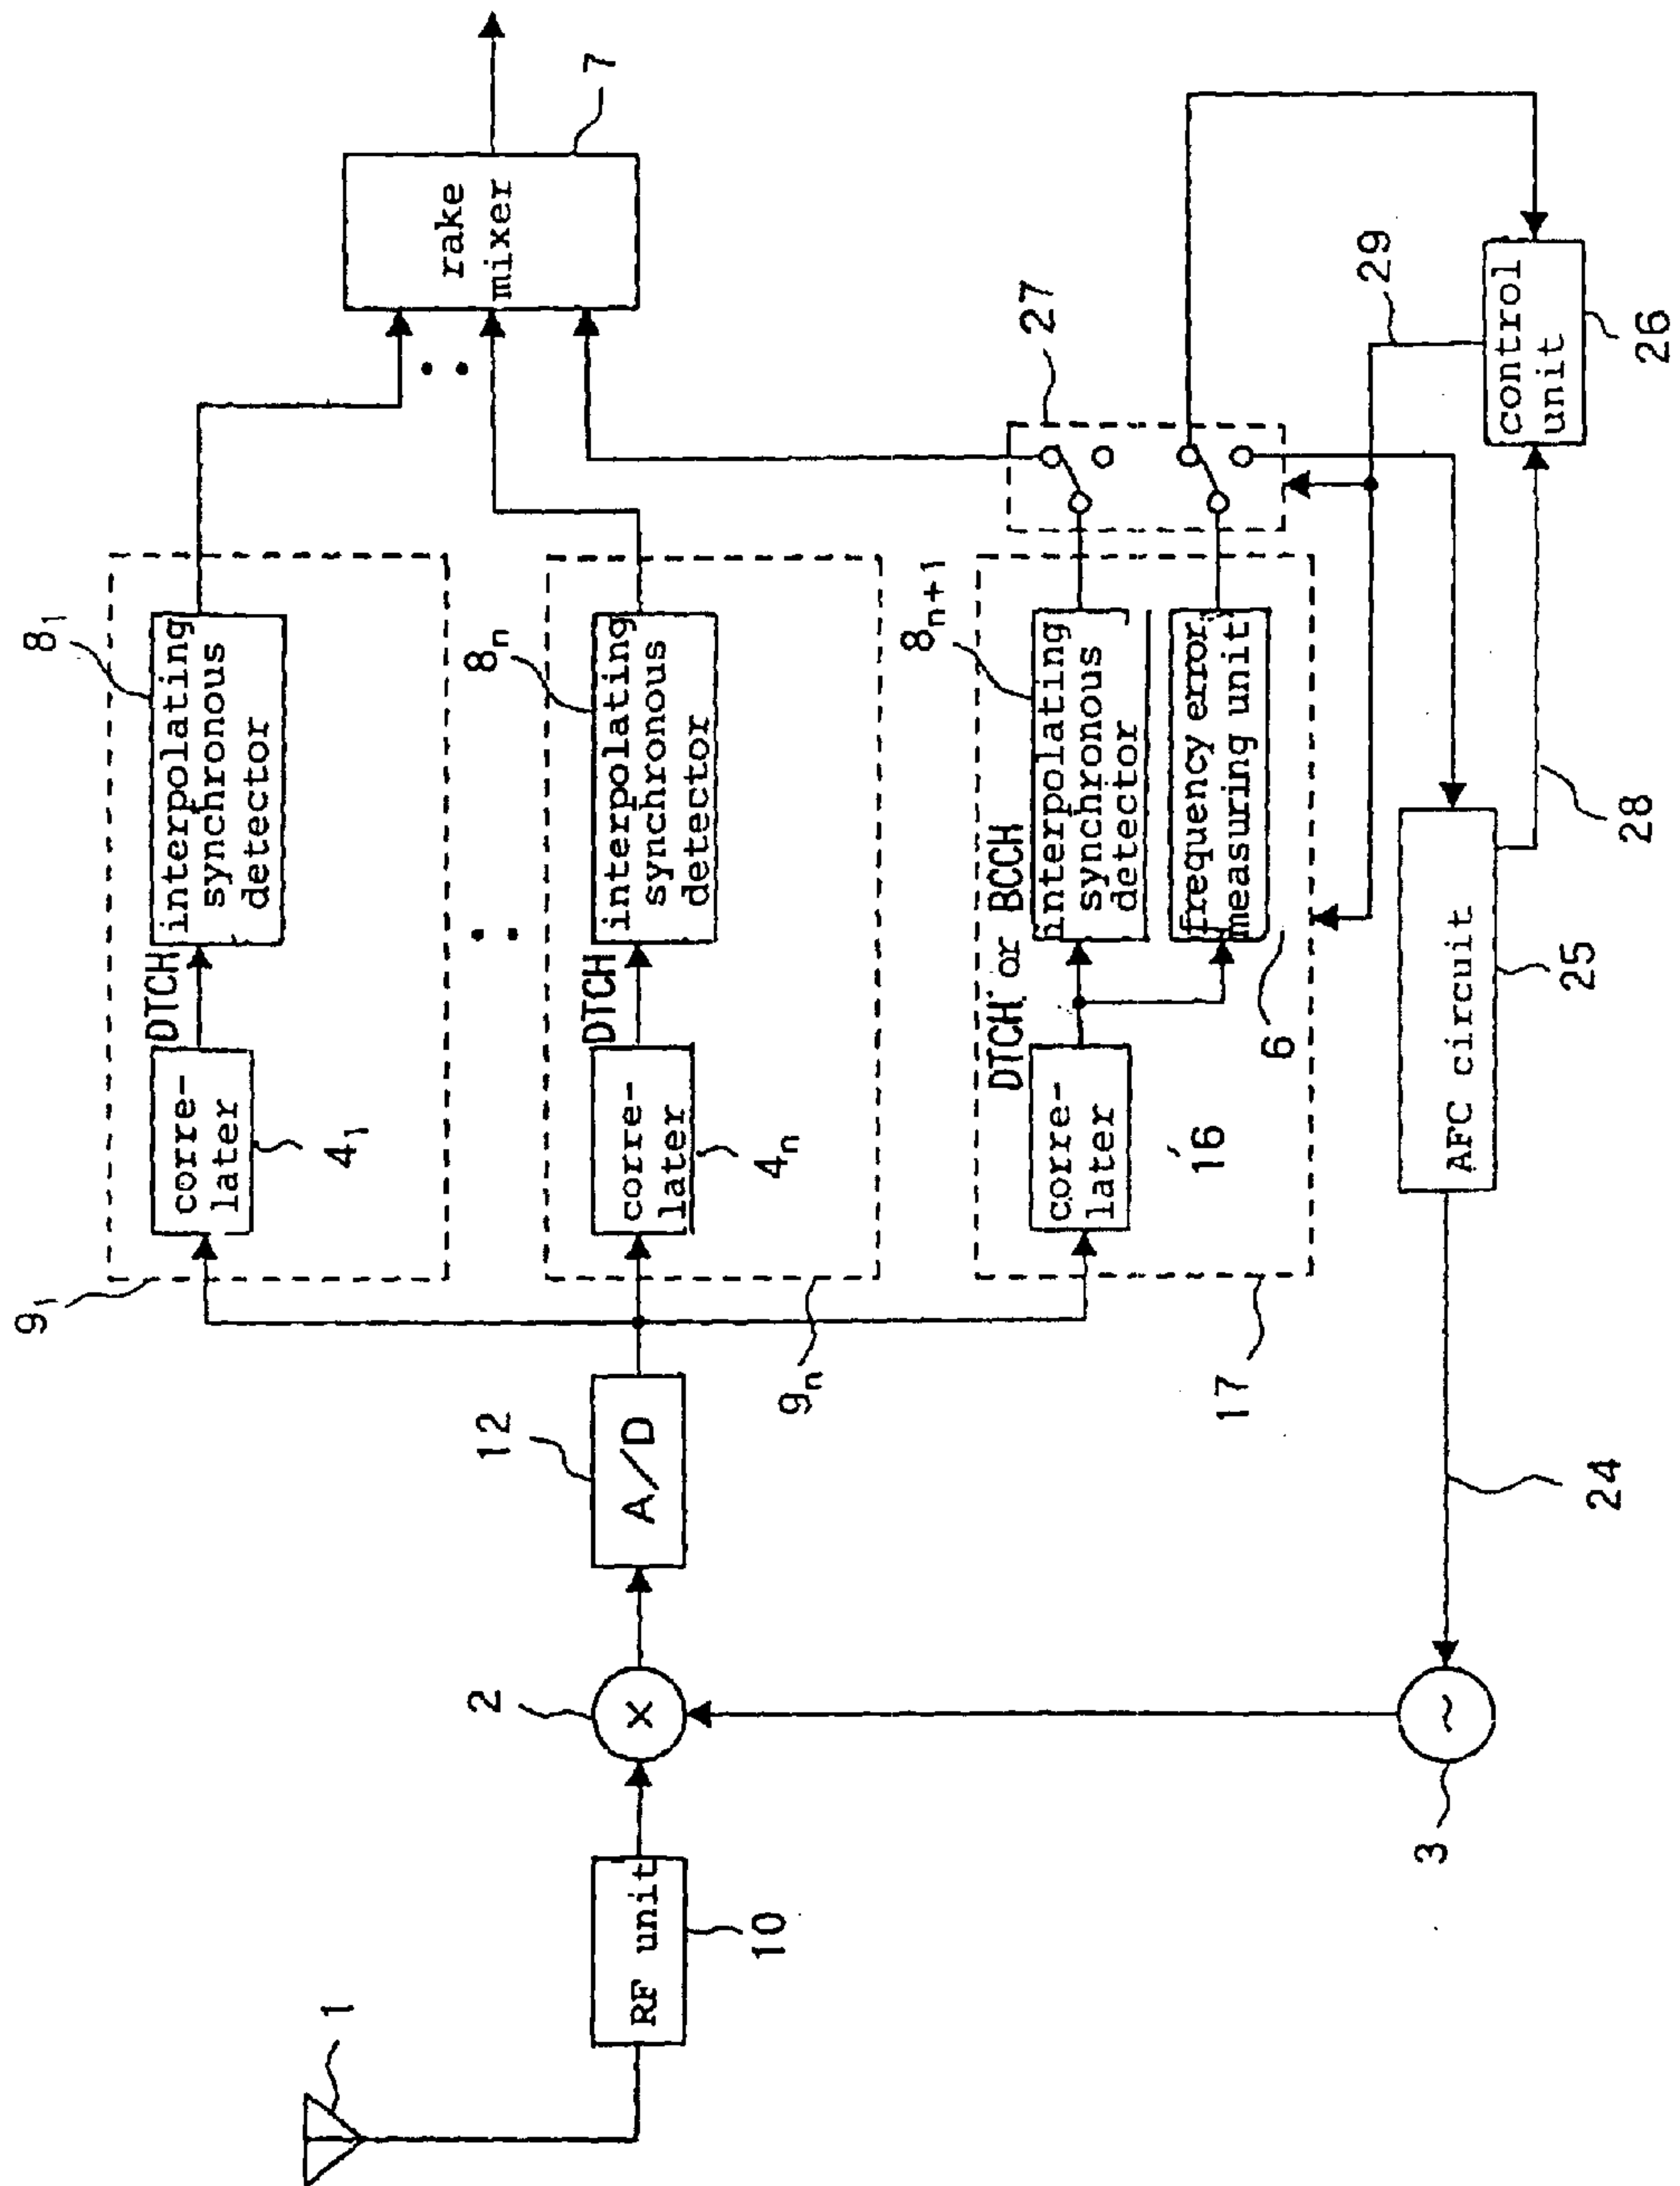 1
RF unit
10
2
X
3
~
12
A/D
24
9₁
corre-
later
4₁
DTCH
interpolating
synchronous
detector
8₁
9ₙ
corre-
later
4ₙ
DTCH
interpolating
synchronous
detector
8ₙ
17
corre-
later
16
DTCH or BCCH
interpolating
synchronous
detector
8ₙ₊₁
frequency error
measuring unit
6
AFC circuit
25
28
27
29
control
unit
26
rake
mixer
7